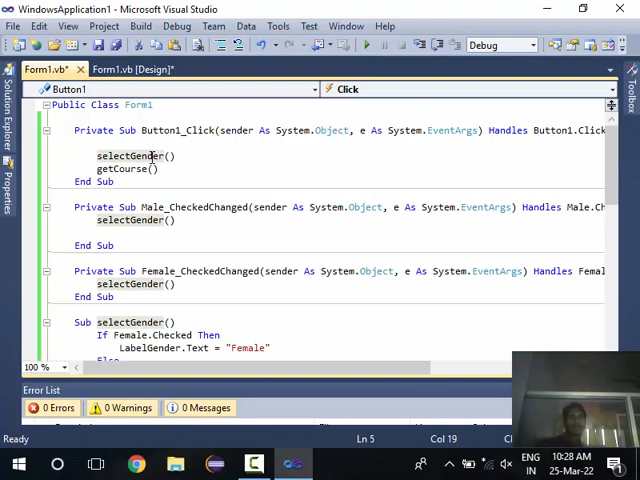 WindowsApplication1 - Microsoft Visual Studio
File Edit View Project Build Debug Team Data Tools Test Window Help
Debug
Form1.vb* Form1.vb [Design]*
Button1 Click
Solution Explorer
Properties
Toolbox
Public Class Form1
Private Sub Button1_Click(sender As System.Object, e As System.EventArgs) Handles Button1.Click
selectGender()
getCourse()
End Sub
Private Sub Male_CheckedChanged(sender As System.Object, e As System.EventArgs) Handles Male.Ch
selectGender()
End Sub
Private Sub Female_CheckedChanged(sender As System.Object, e As System.EventArgs) Handles Femal
selectGender()
End Sub
Sub selectGender()
If Female.Checked Then
LabelGender.Text = "Female"
Else
100 %
Error List
0 Errors 0 Warnings 0 Messages
Ready Ln 5 Col 19
ENG 10:28 AM
IN 25-Mar-22